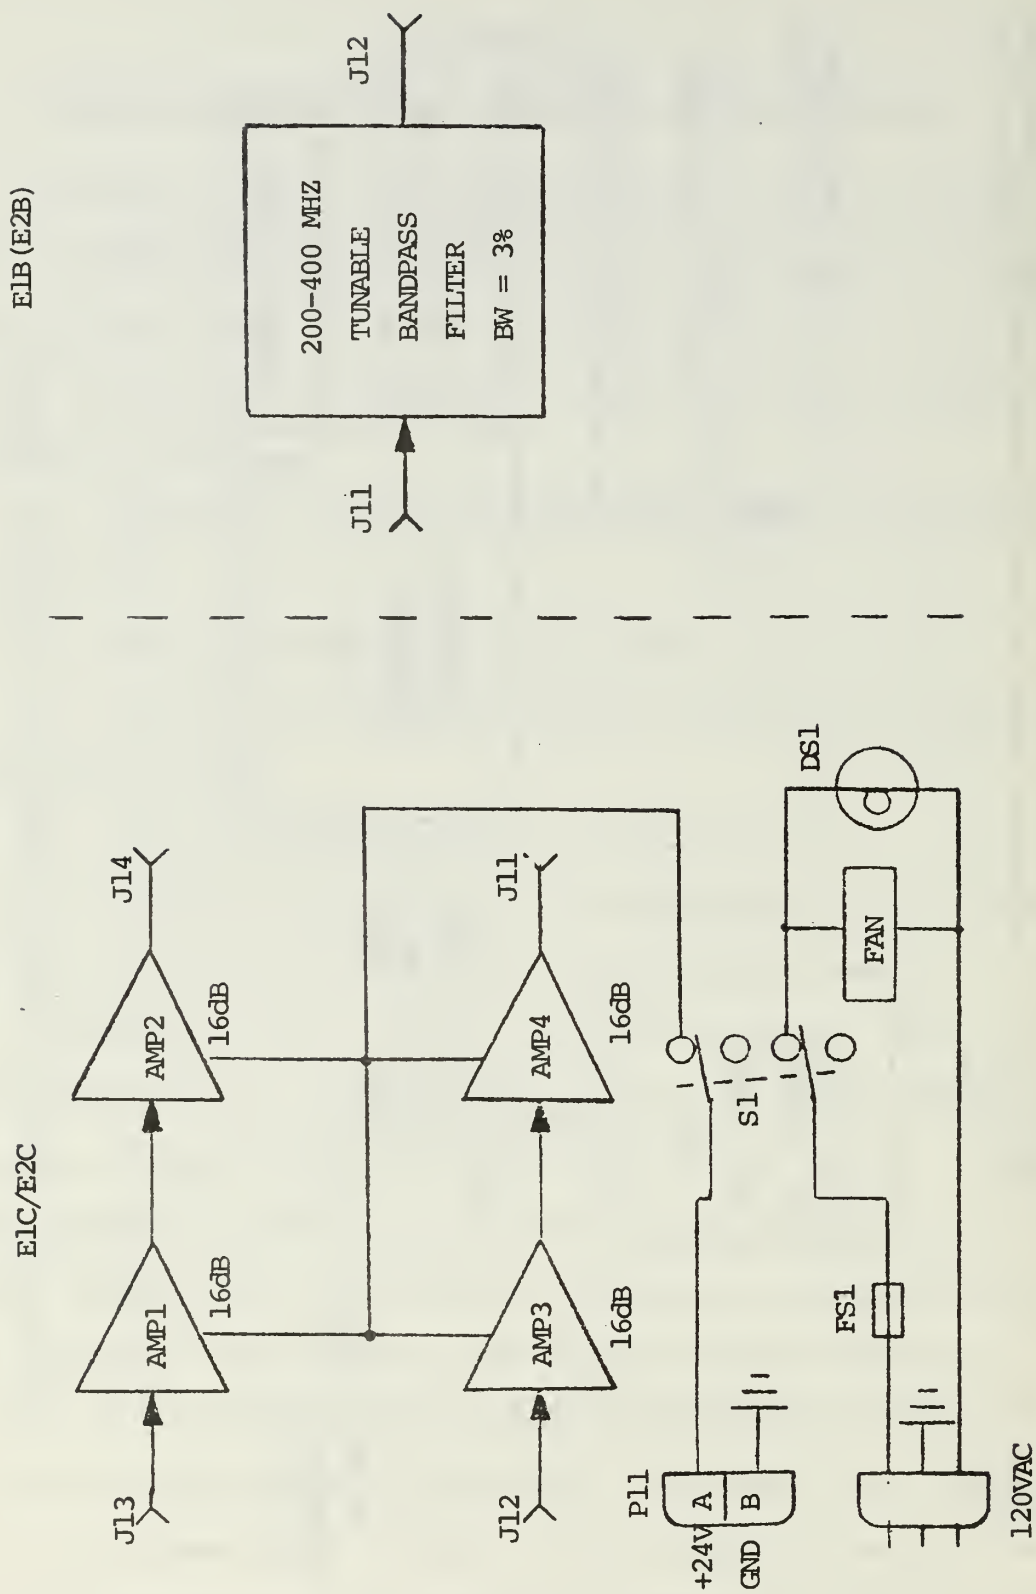 E1C/E2C
J13
AMP1
16dB
AMP2
16dB
J14
J12
AMP3
16dB
AMP4
16dB
J11
P11
+24V
A
GND
B
S1
FS1
FAN
DS1
120VAC
E1B(E2B)
J11
200-400 MHZ
TUNABLE
BANDPASS
FILTER
BW = 3%
J12